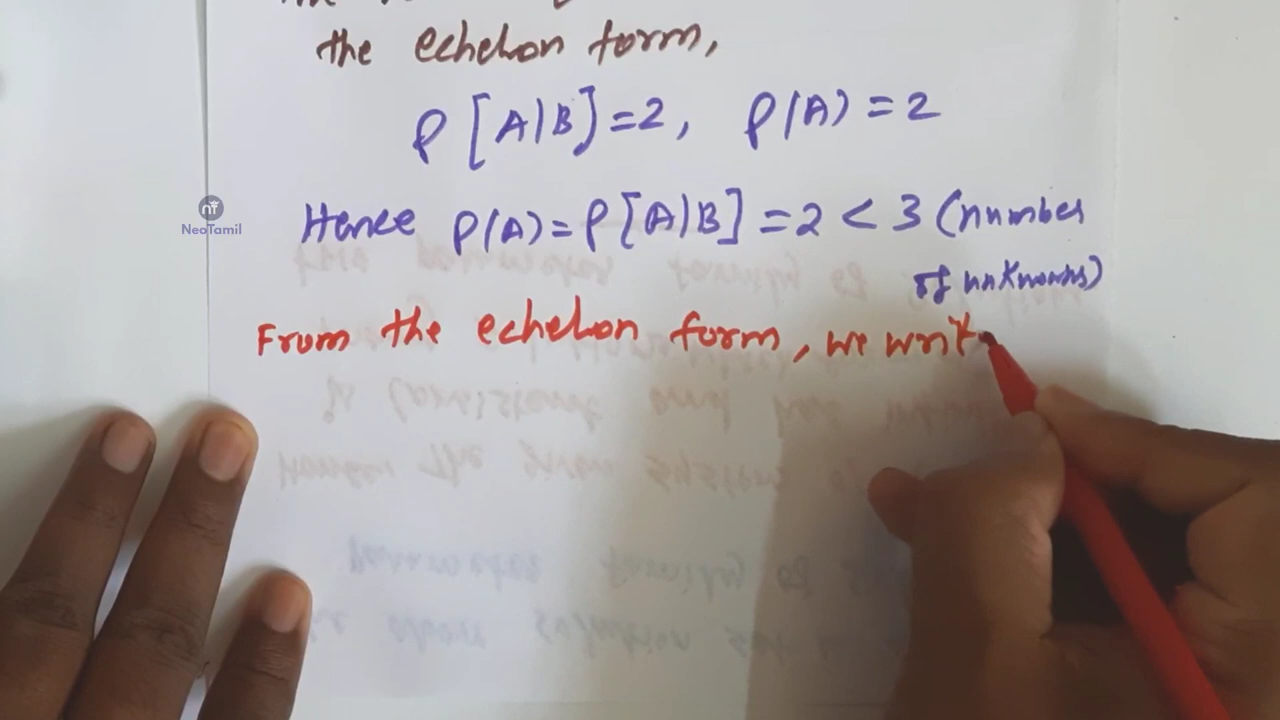 the echelon form,
ρ [A|B] = 2, ρ(A) = 2
Hence ρ(A) = ρ[A|B] = 2 < 3 (number
of unknowns)
From the echelon form, we writ
NeoTamil